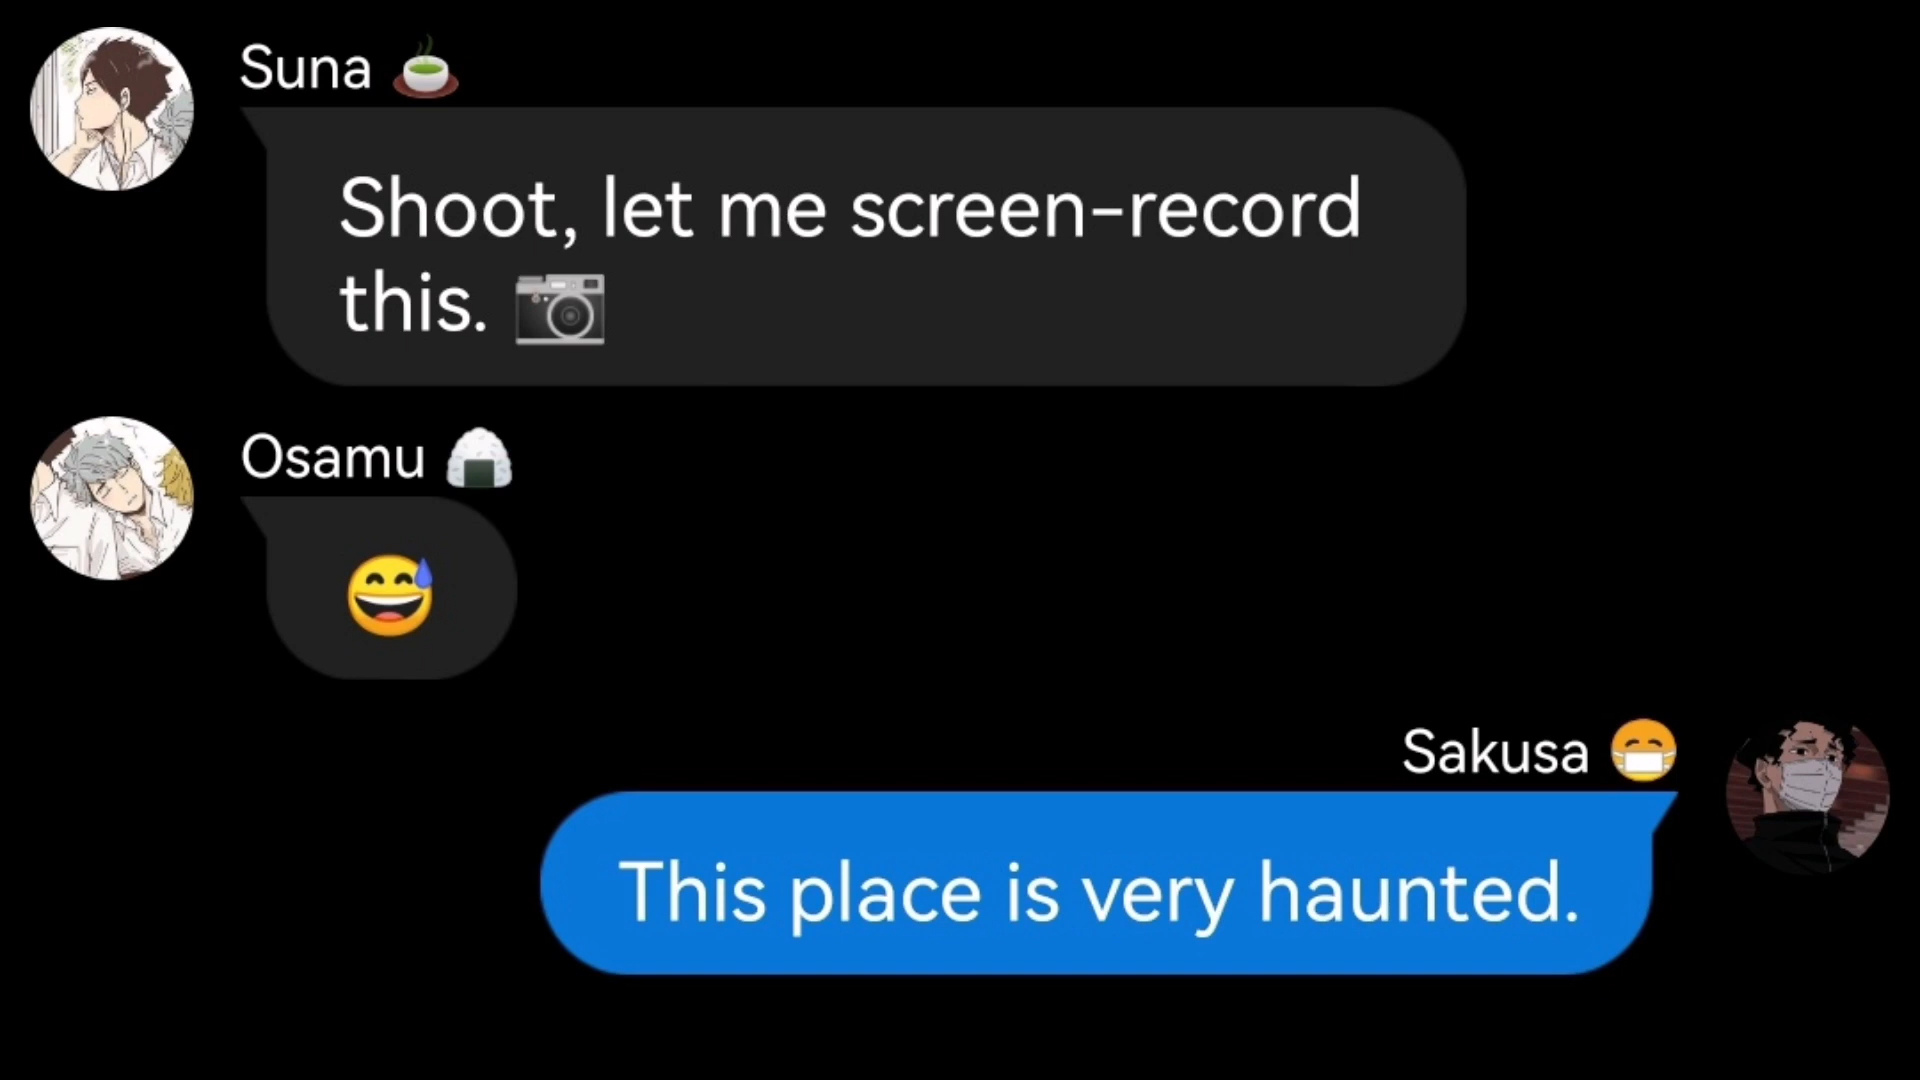 Suna 🍵
Shoot, let me screen-record
this. 📷
Osamu 🍙
😅
Sakusa 😷
This place is very haunted.